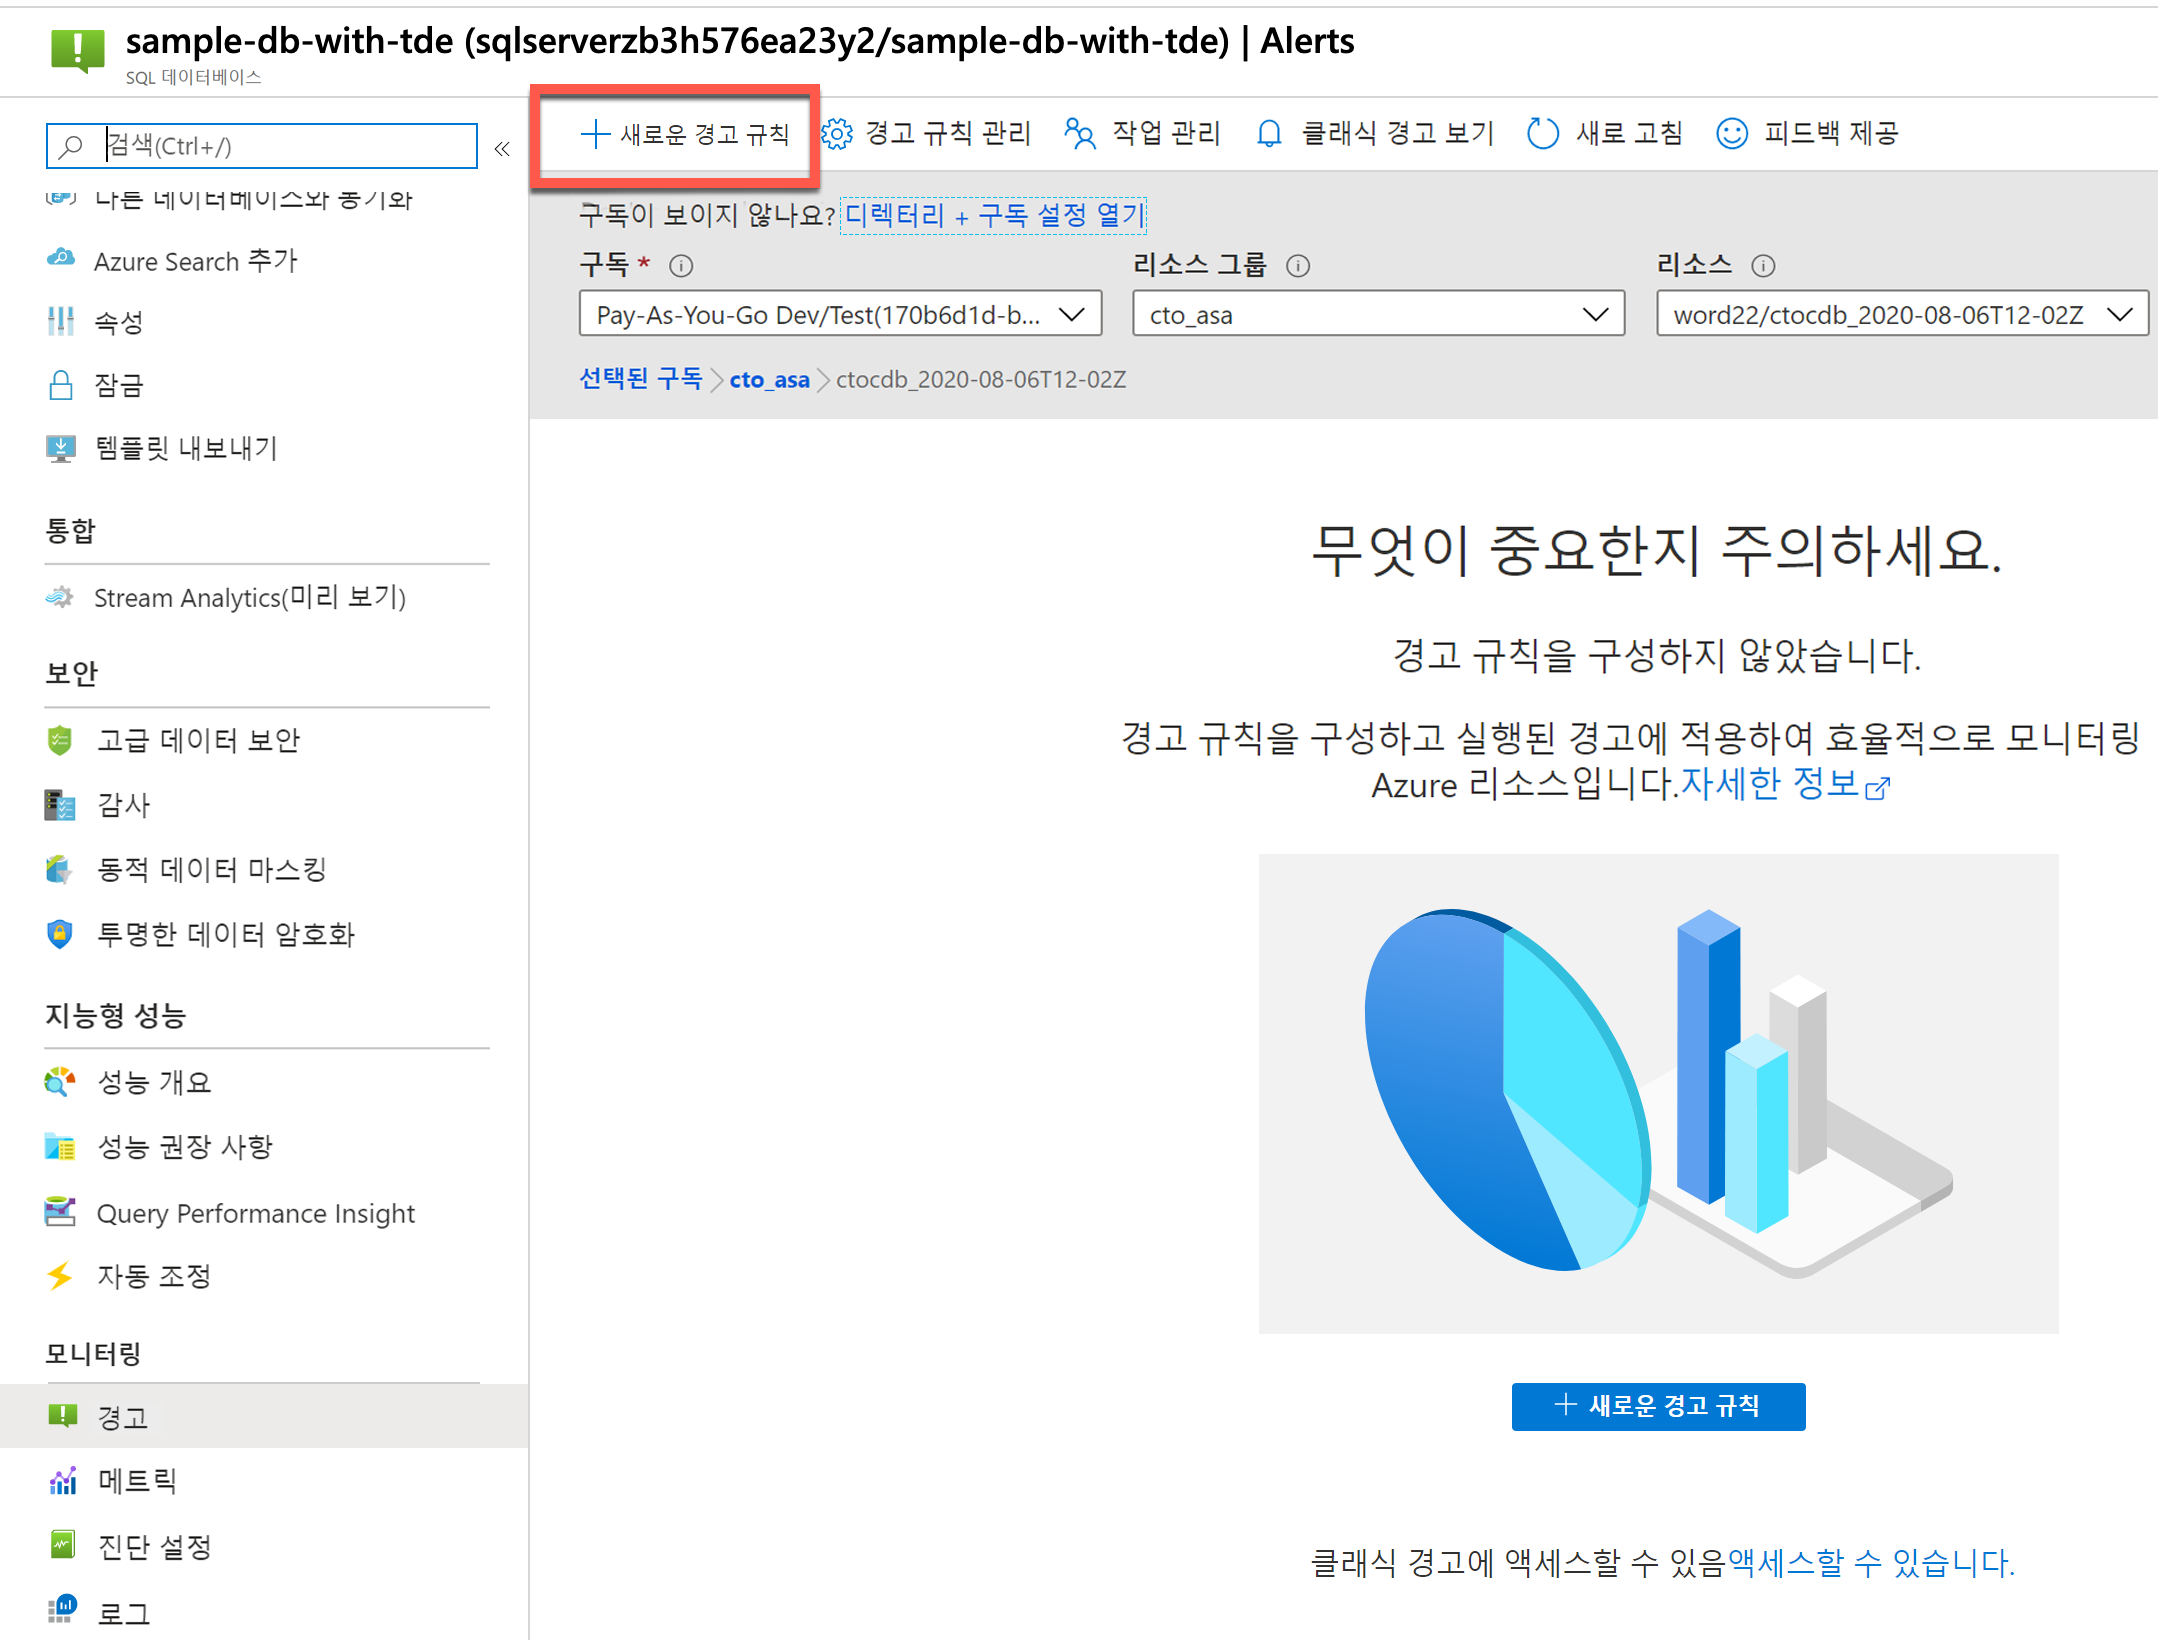 sample-db-with-tde (sqlserverzb3h576ea23y2/sample-db-with-tde) | Alerts
SQL 데이터베이스
검색(Ctrl+/)
«
다른 데이터베이스와 동기화
Azure Search 추가
속성
잠금
템플릿 내보내기
통합
Stream Analytics(미리 보기)
보안
고급 데이터 보안
감사
동적 데이터 마스킹
투명한 데이터 암호화
지능형 성능
성능 개요
성능 권장 사항
Query Performance Insight
자동 조정
모니터링
경고
메트릭
진단 설정
로그
새로운 경고 규칙 경고 규칙 관리 작업 관리 클래식 경고 보기 새로 고침 피드백 제공
구독이 보이지 않나요? 디렉터리 + 구독 설정 열기
구독 * 리소스 그룹 리소스
Pay-As-You-Go Dev/Test(170b6d1d-b... cto_asa word22/ctocdb_2020-08-06T12-02Z
선택된 구독 > cto_asa > ctocdb_2020-08-06T12-02Z
무엇이 중요한지 주의하세요.
경고 규칙을 구성하지 않았습니다.
경고 규칙을 구성하고 실행된 경고에 적용하여 효율적으로 모니터링
Azure 리소스입니다.자세한 정보
+ 새로운 경고 규칙
클래식 경고에 액세스할 수 있음액세스할 수 있습니다.